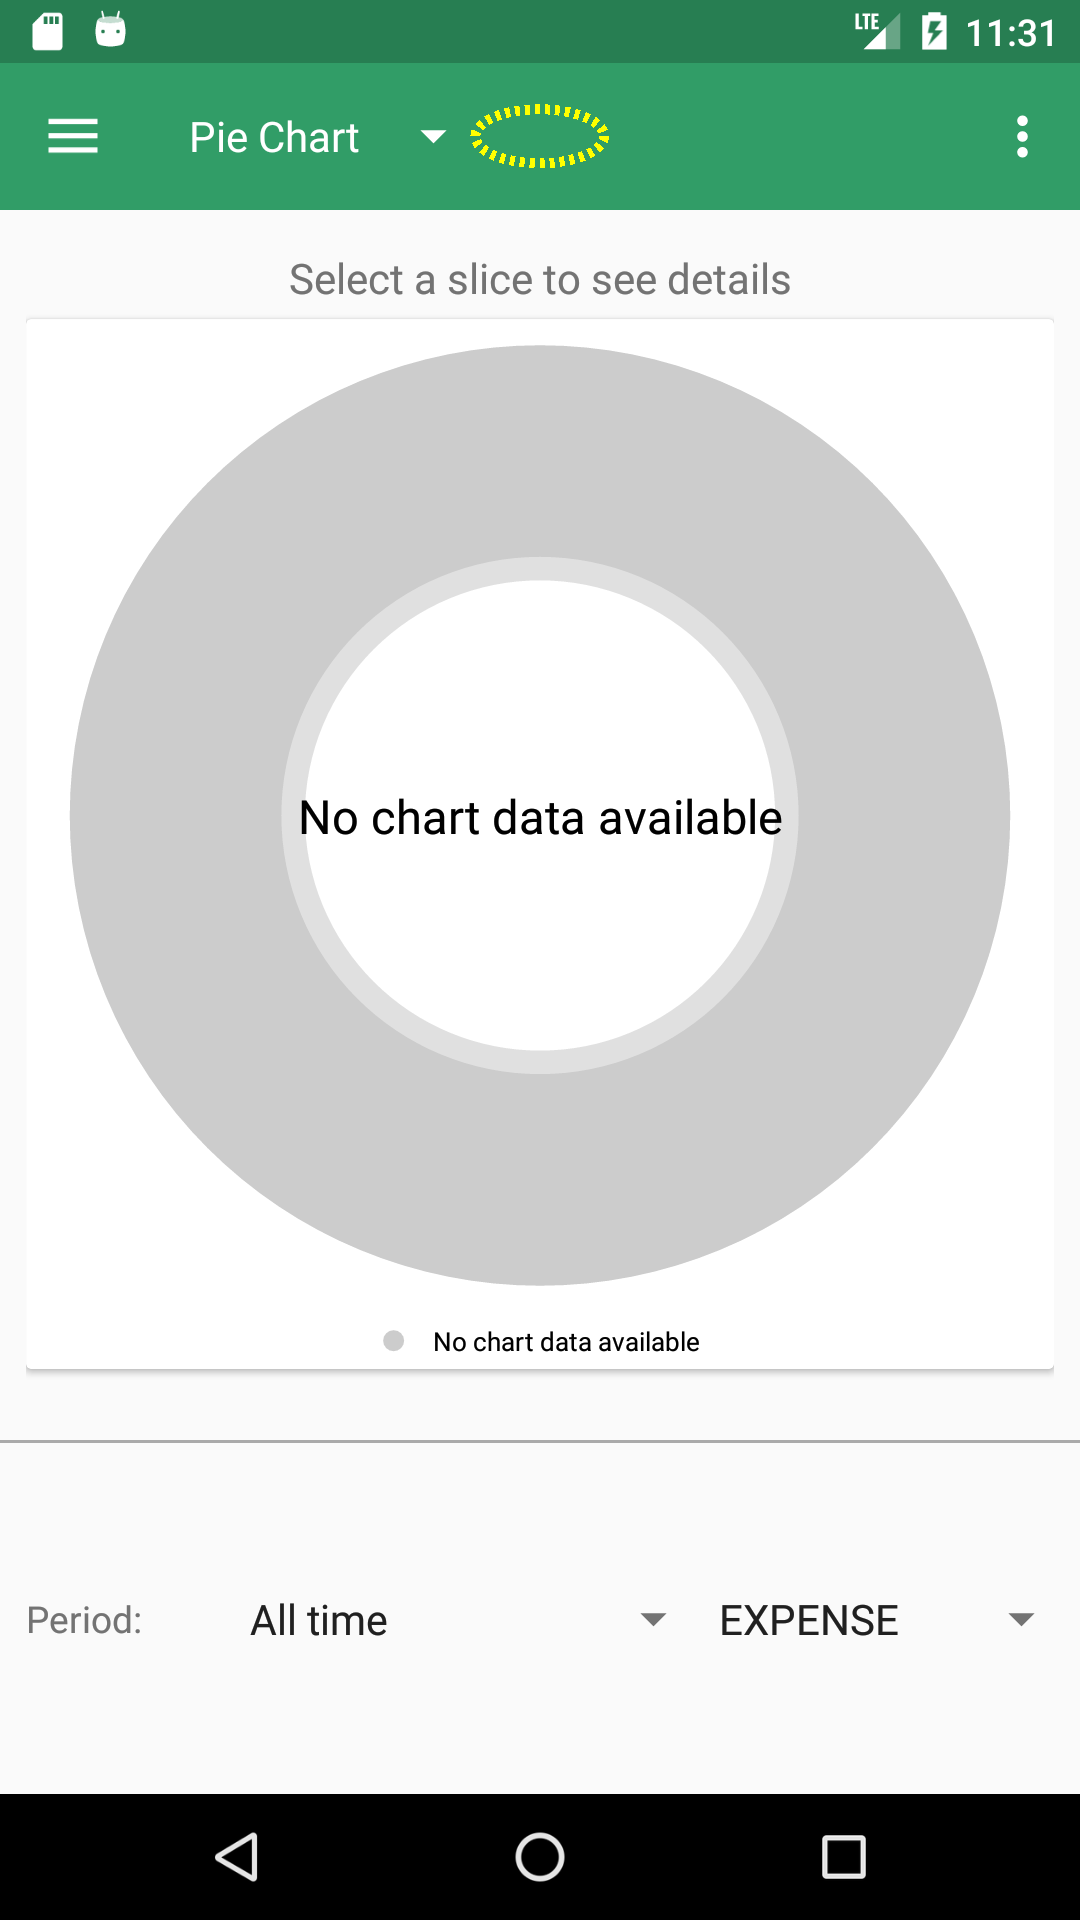 LTE 11:31
Pie Chart
Select a slice to see details
No chart data available
No chart data available
Period: All time EXPENSE